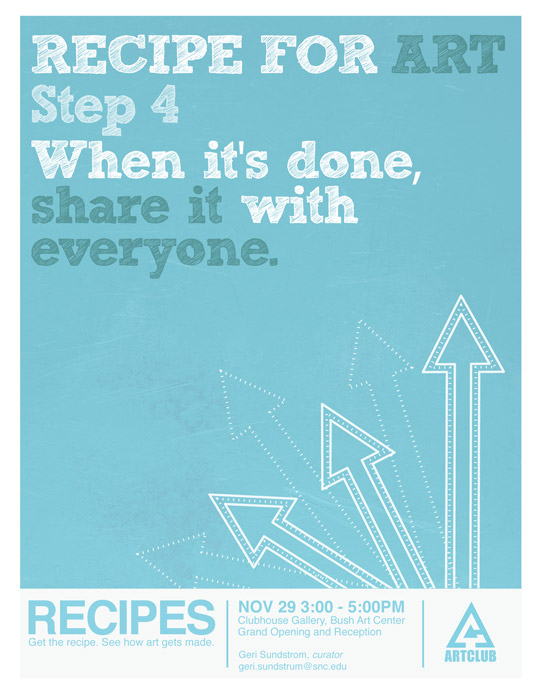 RECIPE FOR ART
Step 4
When it's done,
share it with
everyone.
RECIPES
Get the recipe. See how art gets made.
NOV 29 3:00 - 5:00PM
Clubhouse Gallery, Bush Art Center
Grand Opening and Reception
Geri Sundstrom, curator
geri.sundstrum@snc.edu
ARTCLUB